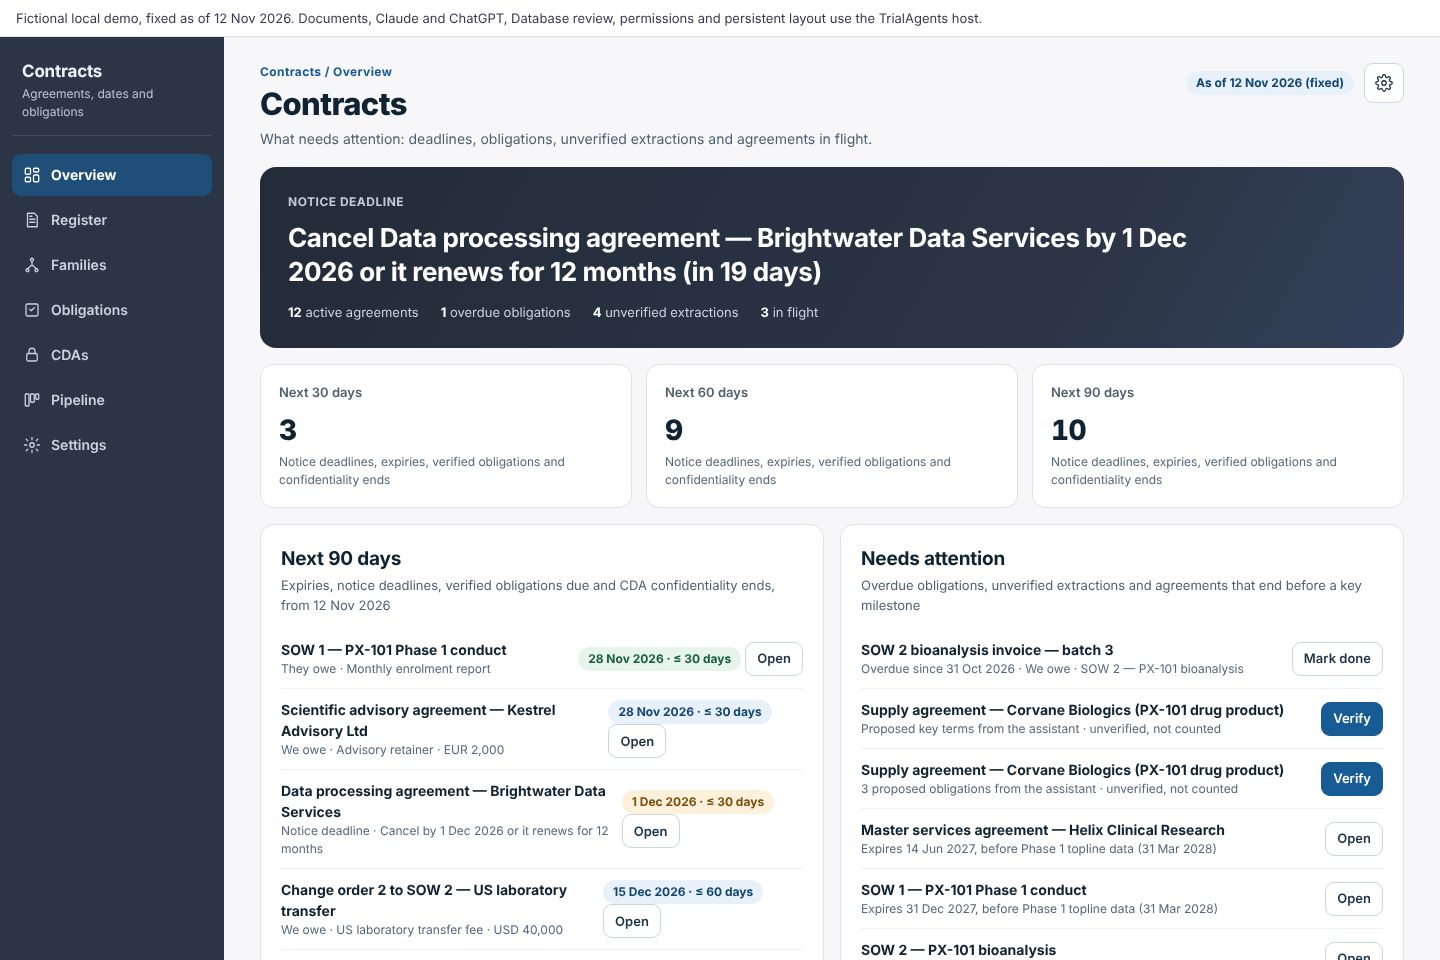 Fictional local demo, fixed as of 12 Nov 2026. Documents, Claude and ChatGPT, Database review, permissions and persistent layout use the TrialAgents host.
Contracts
Agreements, dates and
obligations
Overview
Register
Families
Obligations
CDAs
Pipeline
Settings
Contracts / Overview
Contracts
What needs attention: deadlines, obligations, unverified extractions and agreements in flight.
As of 12 Nov 2026 (fixed)
NOTICE DEADLINE
Cancel Data processing agreement — Brightwater Data Services by 1 Dec
2026 or it renews for 12 months (in 19 days)
12 active agreements 1 overdue obligations 4 unverified extractions 3 in flight
Next 30 days
3
Notice deadlines, expiries, verified obligations and
confidentiality ends
Next 60 days
9
Notice deadlines, expiries, verified obligations and
confidentiality ends
Next 90 days
10
Notice deadlines, expiries, verified obligations and
confidentiality ends
Next 90 days
Expiries, notice deadlines, verified obligations due and CDA confidentiality ends,
from 12 Nov 2026
SOW 1 — PX-101 Phase 1 conduct
They owe · Monthly enrolment report
28 Nov 2026 · ≤ 30 days
Open
Scientific advisory agreement — Kestrel
Advisory Ltd
We owe · Advisory retainer · EUR 2,000
28 Nov 2026 · ≤ 30 days
Open
Data processing agreement — Brightwater Data
Services
Notice deadline · Cancel by 1 Dec 2026 or it renews for 12
months
1 Dec 2026 · ≤ 30 days
Open
Change order 2 to SOW 2 — US laboratory
transfer
We owe · US laboratory transfer fee · USD 40,000
15 Dec 2026 · ≤ 60 days
Open
Needs attention
Overdue obligations, unverified extractions and agreements that end before a key
milestone
SOW 2 bioanalysis invoice — batch 3
Overdue since 31 Oct 2026 · We owe · SOW 2 — PX-101 bioanalysis
Mark done
Supply agreement — Corvane Biologics (PX-101 drug product)
Proposed key terms from the assistant · unverified, not counted
Verify
Supply agreement — Corvane Biologics (PX-101 drug product)
3 proposed obligations from the assistant · unverified, not counted
Verify
Master services agreement — Helix Clinical Research
Expires 14 Jun 2027, before Phase 1 topline data (31 Mar 2028)
Open
SOW 1 — PX-101 Phase 1 conduct
Expires 31 Dec 2027, before Phase 1 topline data (31 Mar 2028)
Open
SOW 2 — PX-101 bioanalysis
Open